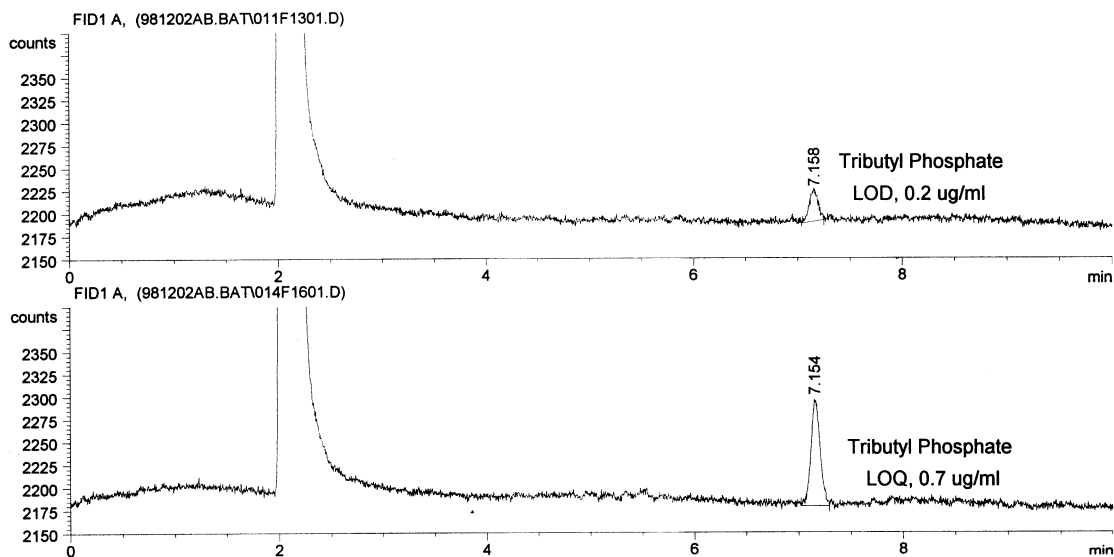 FID1 A, (981202AB.BAT\011F1301.D)
counts
2350
2325
2300
2275
2250
2225
2200
2175
2150
7.158
Tributyl Phosphate
LOD, 0.2 ug/ml
0 2 4 6 8 min
FID1 A, (981202AB.BAT\014F1601.D)
counts
2350
2325
2300
2275
2250
2225
2200
2175
2150
7.154
Tributyl Phosphate
LOQ, 0.7 ug/ml
0 2 4 6 8 min